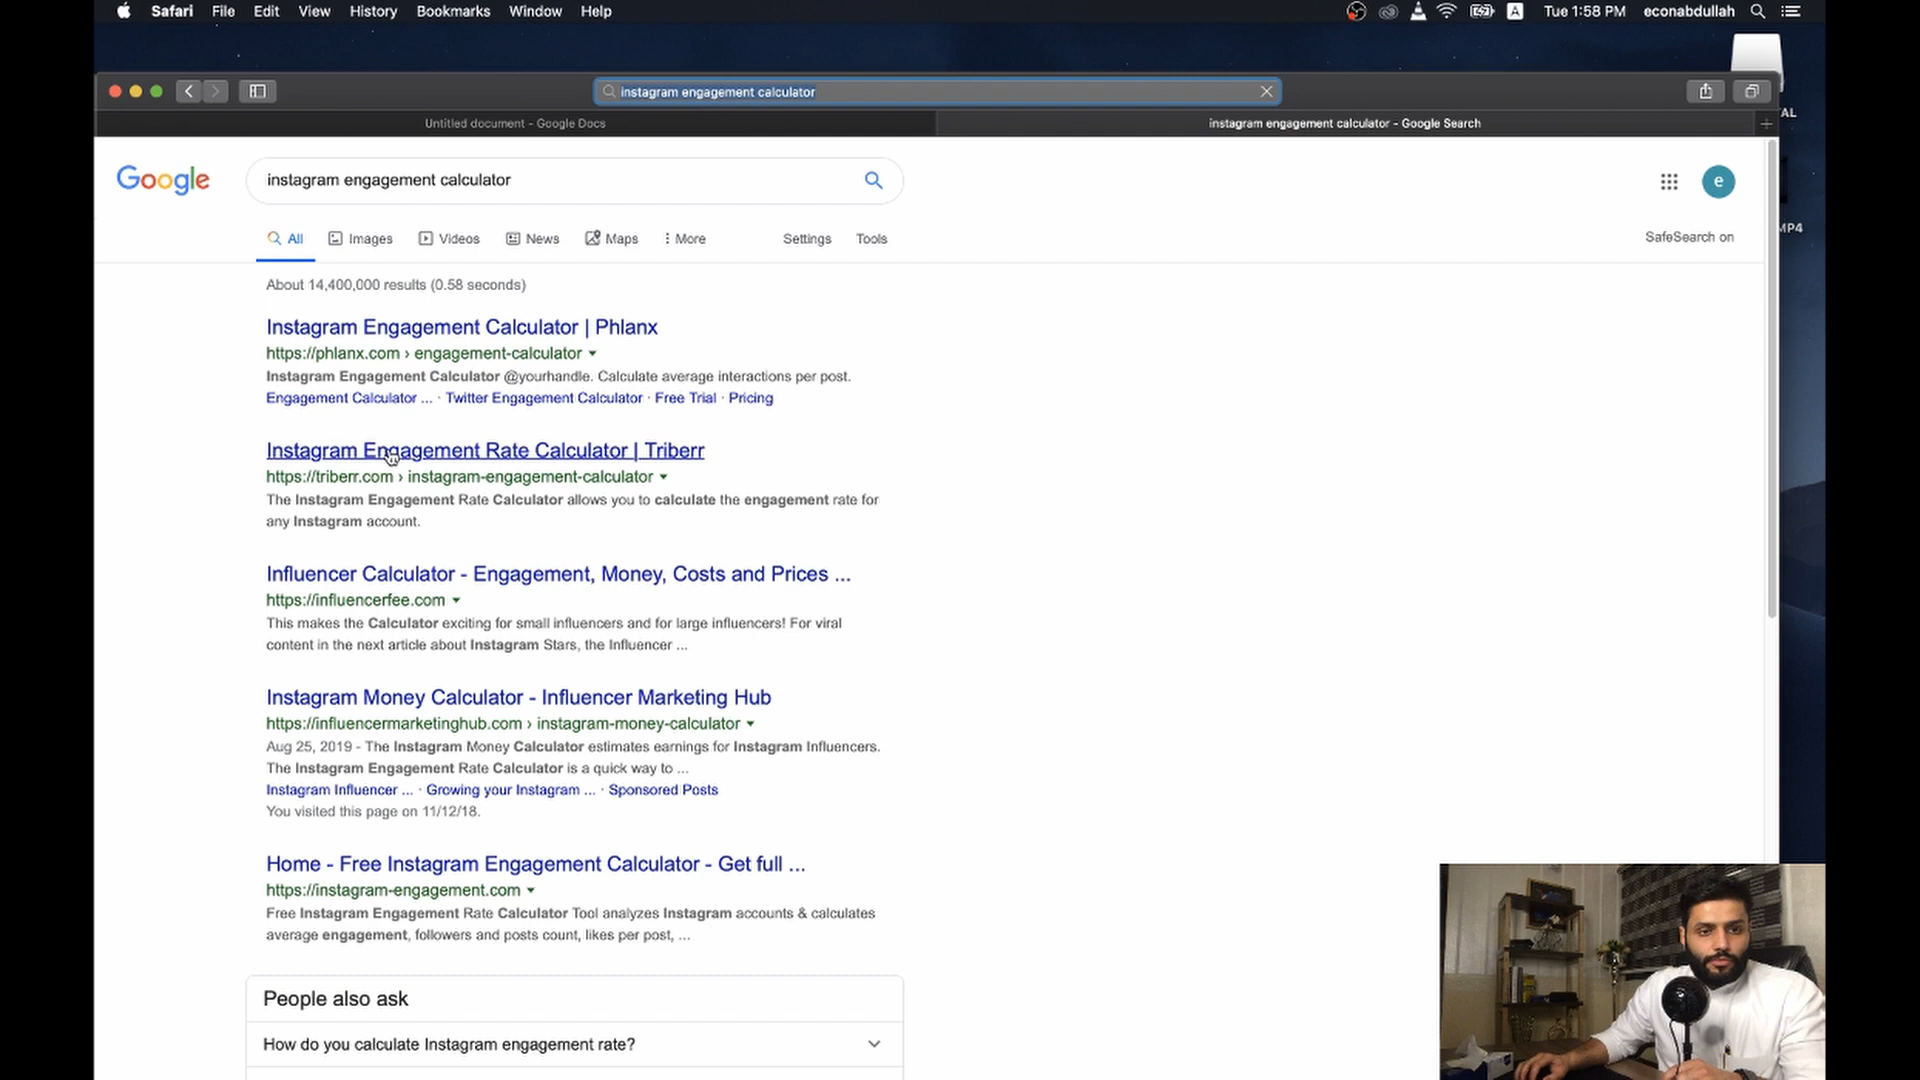 Safari File Edit View History Bookmarks Window Help
A Tue 1:58 PM econabdullah
instagram engagement calculator
Untitled document - Google Docs
instagram engagement calculator - Google Search
AL
Google
instagram engagement calculator
e
All Images Videos News Maps More Settings Tools
SafeSearch on
MP4
About 14,400,000 results (0.58 seconds)
Instagram Engagement Calculator | Phlanx
https://phlanx.com › engagement-calculator
Instagram Engagement Calculator @yourhandle. Calculate average interactions per post.
Engagement Calculator ... · Twitter Engagement Calculator · Free Trial · Pricing
Instagram Engagement Rate Calculator | Triberr
https://triberr.com › instagram-engagement-calculator
The Instagram Engagement Rate Calculator allows you to calculate the engagement rate for
any Instagram account.
Influencer Calculator - Engagement, Money, Costs and Prices ...
https://influencerfee.com
This makes the Calculator exciting for small influencers and for large influencers! For viral
content in the next article about Instagram Stars, the Influencer ...
Instagram Money Calculator - Influencer Marketing Hub
https://influencermarketinghub.com › instagram-money-calculator
Aug 25, 2019 - The Instagram Money Calculator estimates earnings for Instagram Influencers.
The Instagram Engagement Rate Calculator is a quick way to ...
Instagram Influencer ... · Growing your Instagram ... · Sponsored Posts
You visited this page on 11/12/18.
Home - Free Instagram Engagement Calculator - Get full ...
https://instagram-engagement.com
Free Instagram Engagement Rate Calculator Tool analyzes Instagram accounts & calculates
average engagement, followers and posts count, likes per post, ...
People also ask
How do you calculate Instagram engagement rate?